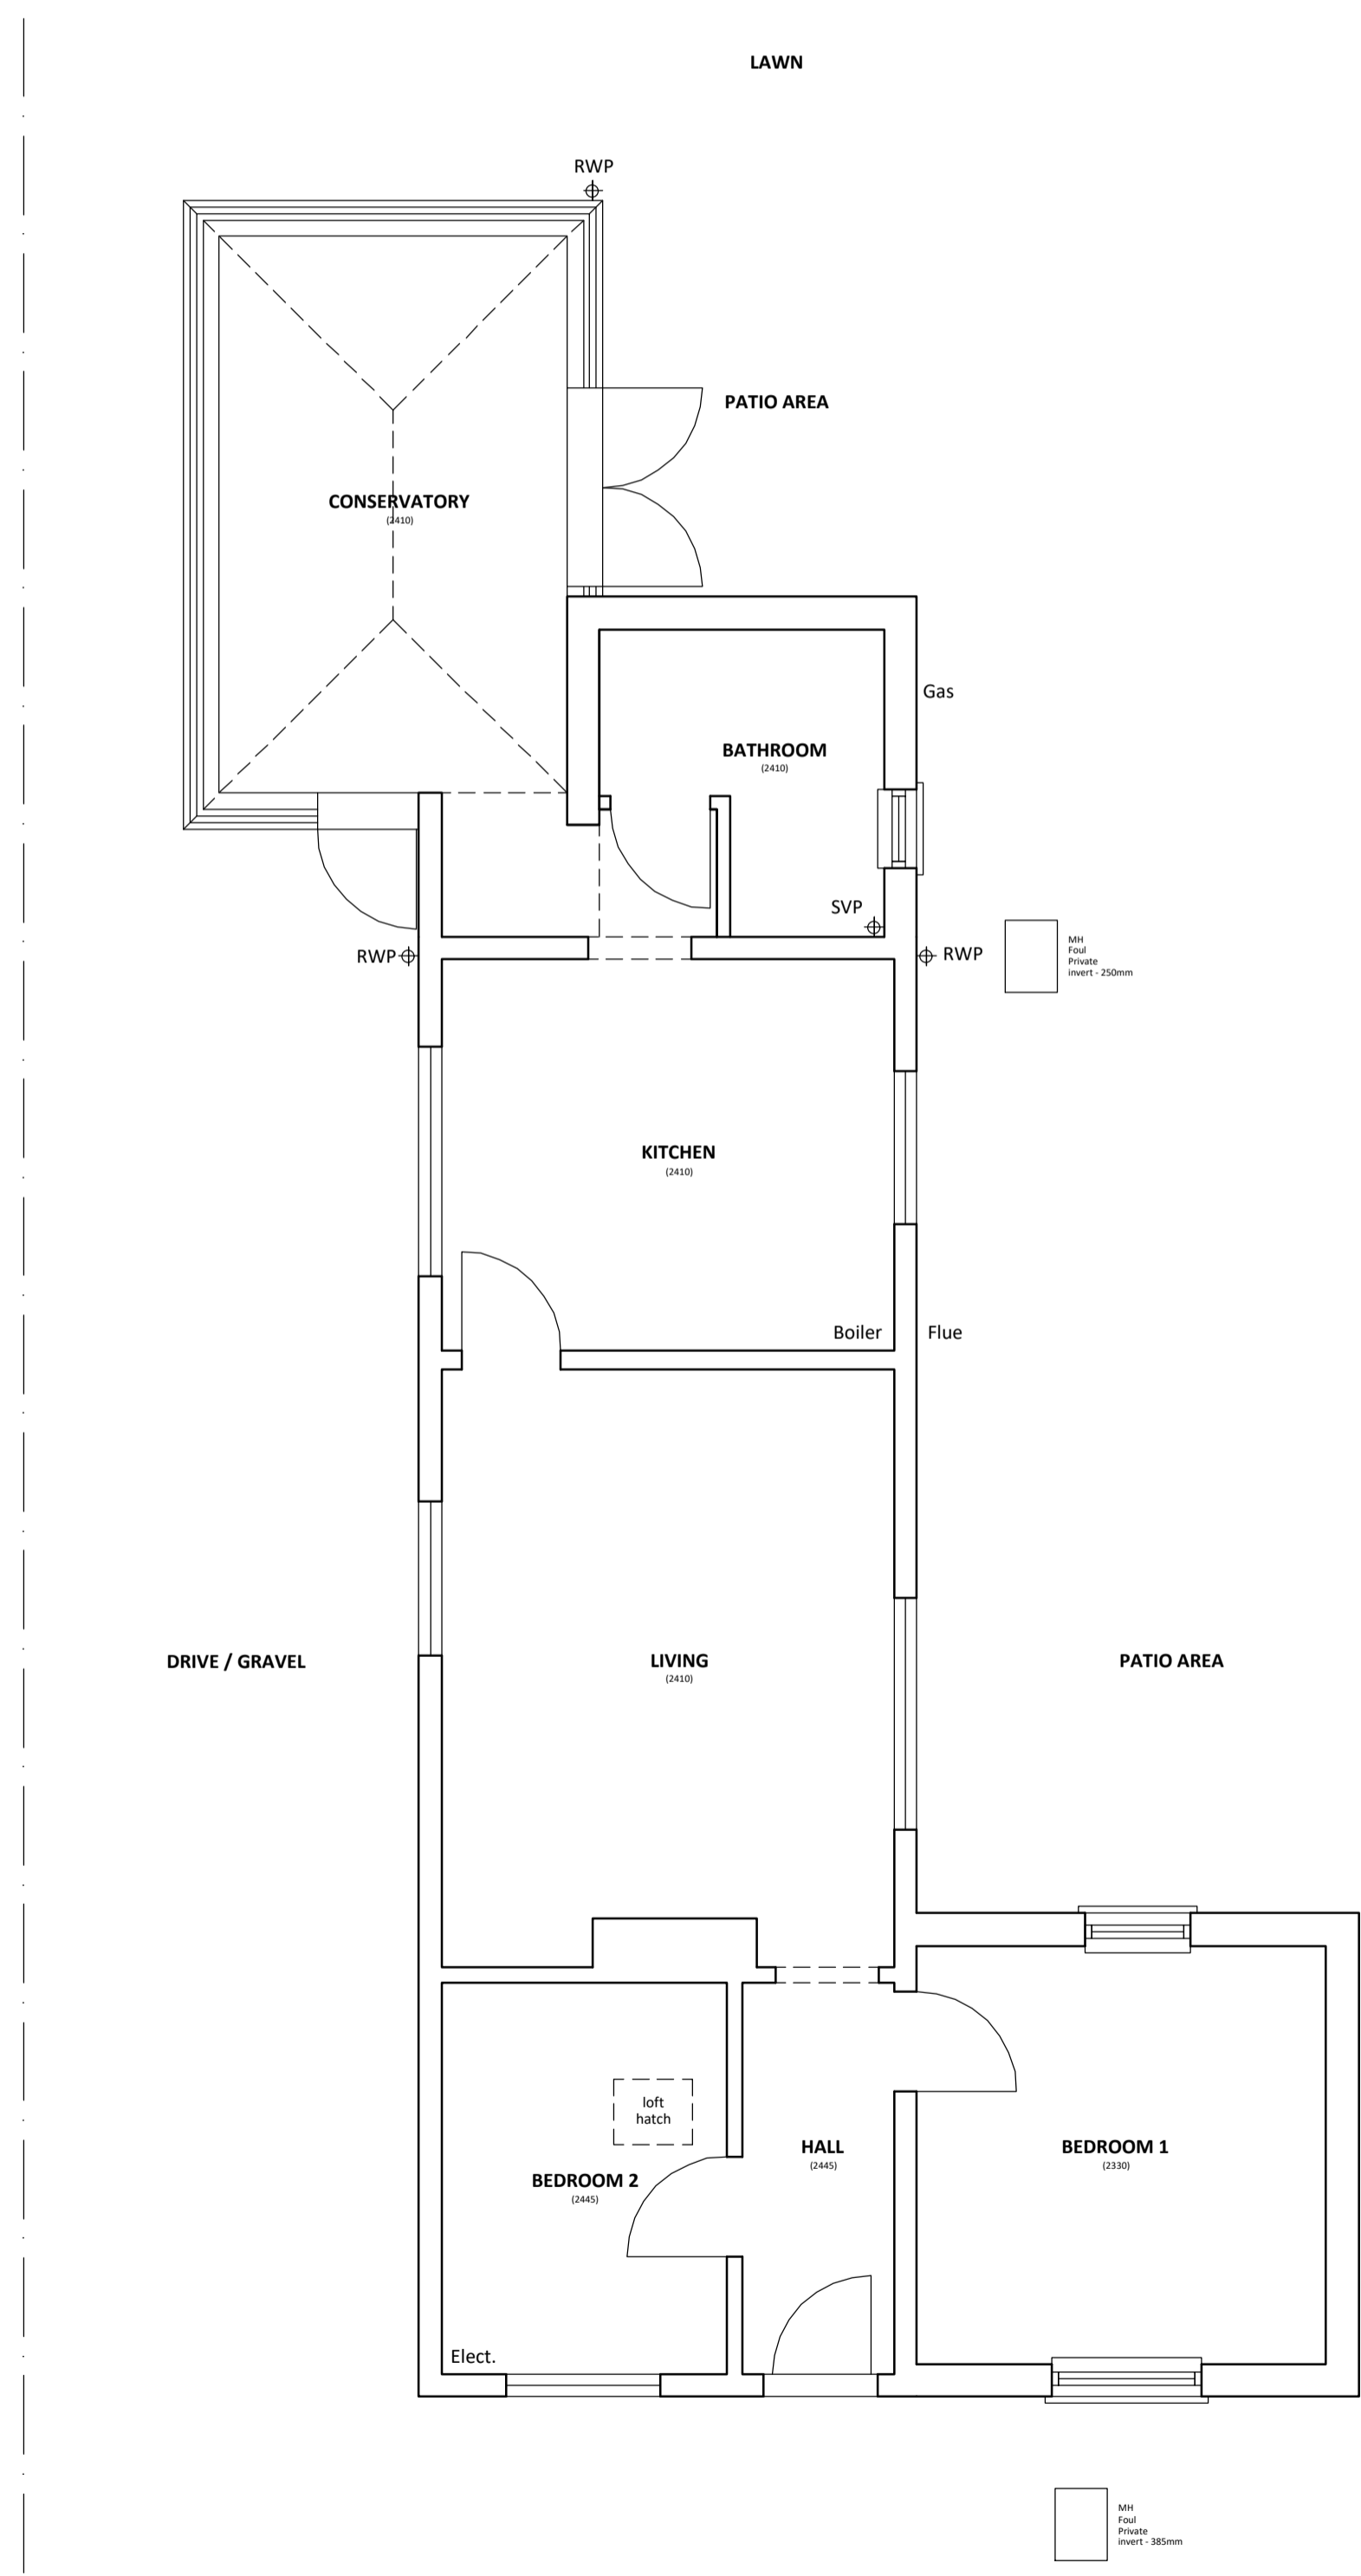 LAWN
RWP
PATIO AREA
CONSERVATORY
(2410)
Gas
BATHROOM
(2410)
SVP
RWP
RWP
MH
Foul
Private
invert - 250mm
KITCHEN
(2410)
Boiler
Flue
DRIVE / GRAVEL
LIVING
(2410)
PATIO AREA
loft
hatch
BEDROOM 2
(2445)
HALL
(2445)
BEDROOM 1
(2330)
Elect.
MH
Foul
Private
invert - 385mm